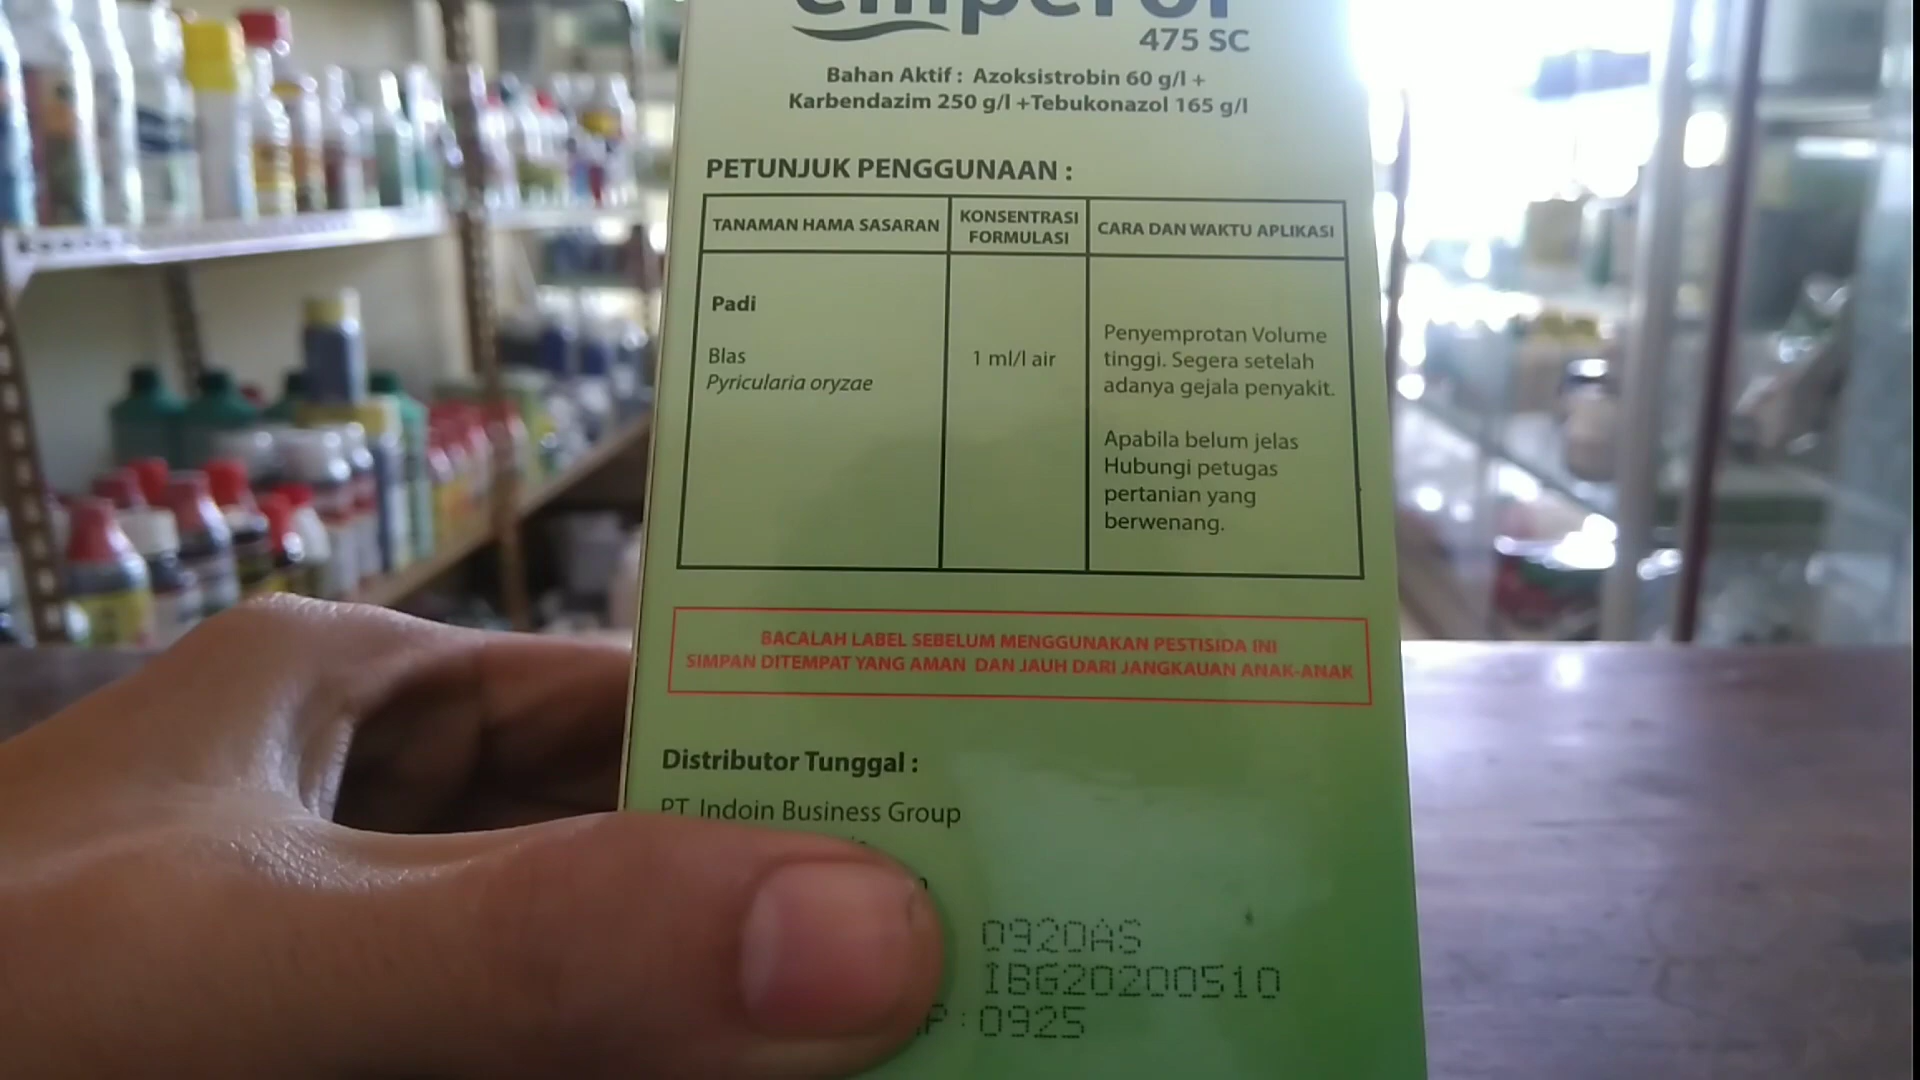 emperor
475 SC
Bahan Aktif : Azoksistrobin 60 g/l +
Karbendazim 250 g/l +Tebukonazol 165 g/l
PETUNJUK PENGGUNAAN :
TANAMAN HAMA SASARAN
KONSENTRASI
FORMULASI
CARA DAN WAKTU APLIKASI
Padi
Blas
Pyricularia oryzae
1 ml/l air
Penyemprotan Volume
tinggi. Segera setelah
adanya gejala penyakit.
Apabila belum jelas
Hubungi petugas
pertanian yang
berwenang.
BACALAH LABEL SEBELUM MENGGUNAKAN PESTISIDA INI
SIMPAN DITEMPAT YANG AMAN DAN JAUH DARI JANGKAUAN ANAK-ANAK
Distributor Tunggal :
PT. Indoin Business Group
0920AS
IBG20200510
P : 0925